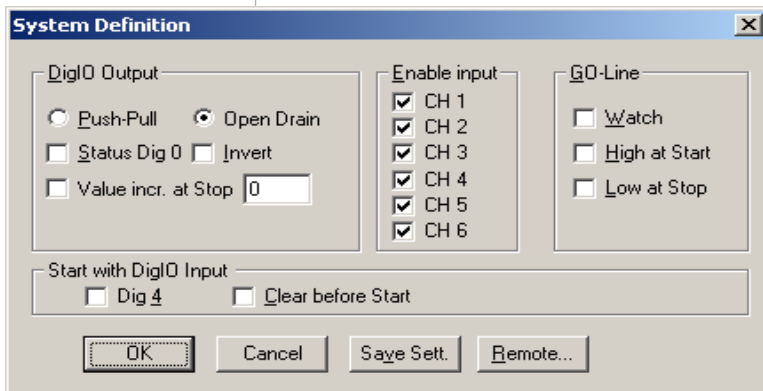 System Definition
DigIO Output
Push-Pull
Open Drain
Status Dig 0
Invert
Value incr. at Stop
0
Enable input
CH 1
CH 2
CH 3
CH 4
CH 5
CH 6
GO-Line
Watch
High at Start
Low at Stop
Start with DigIO Input
Dig 4
Clear before Start
OK
Cancel
Save Sett.
Remote...